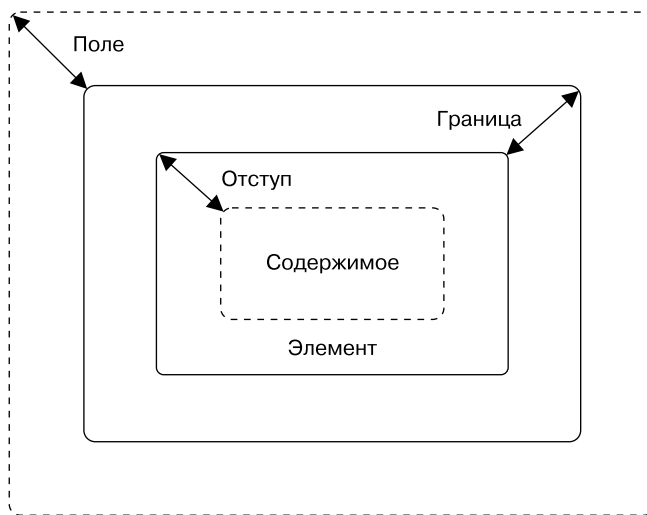 Поле
Граница
Отступ
Содержимое
Элемент